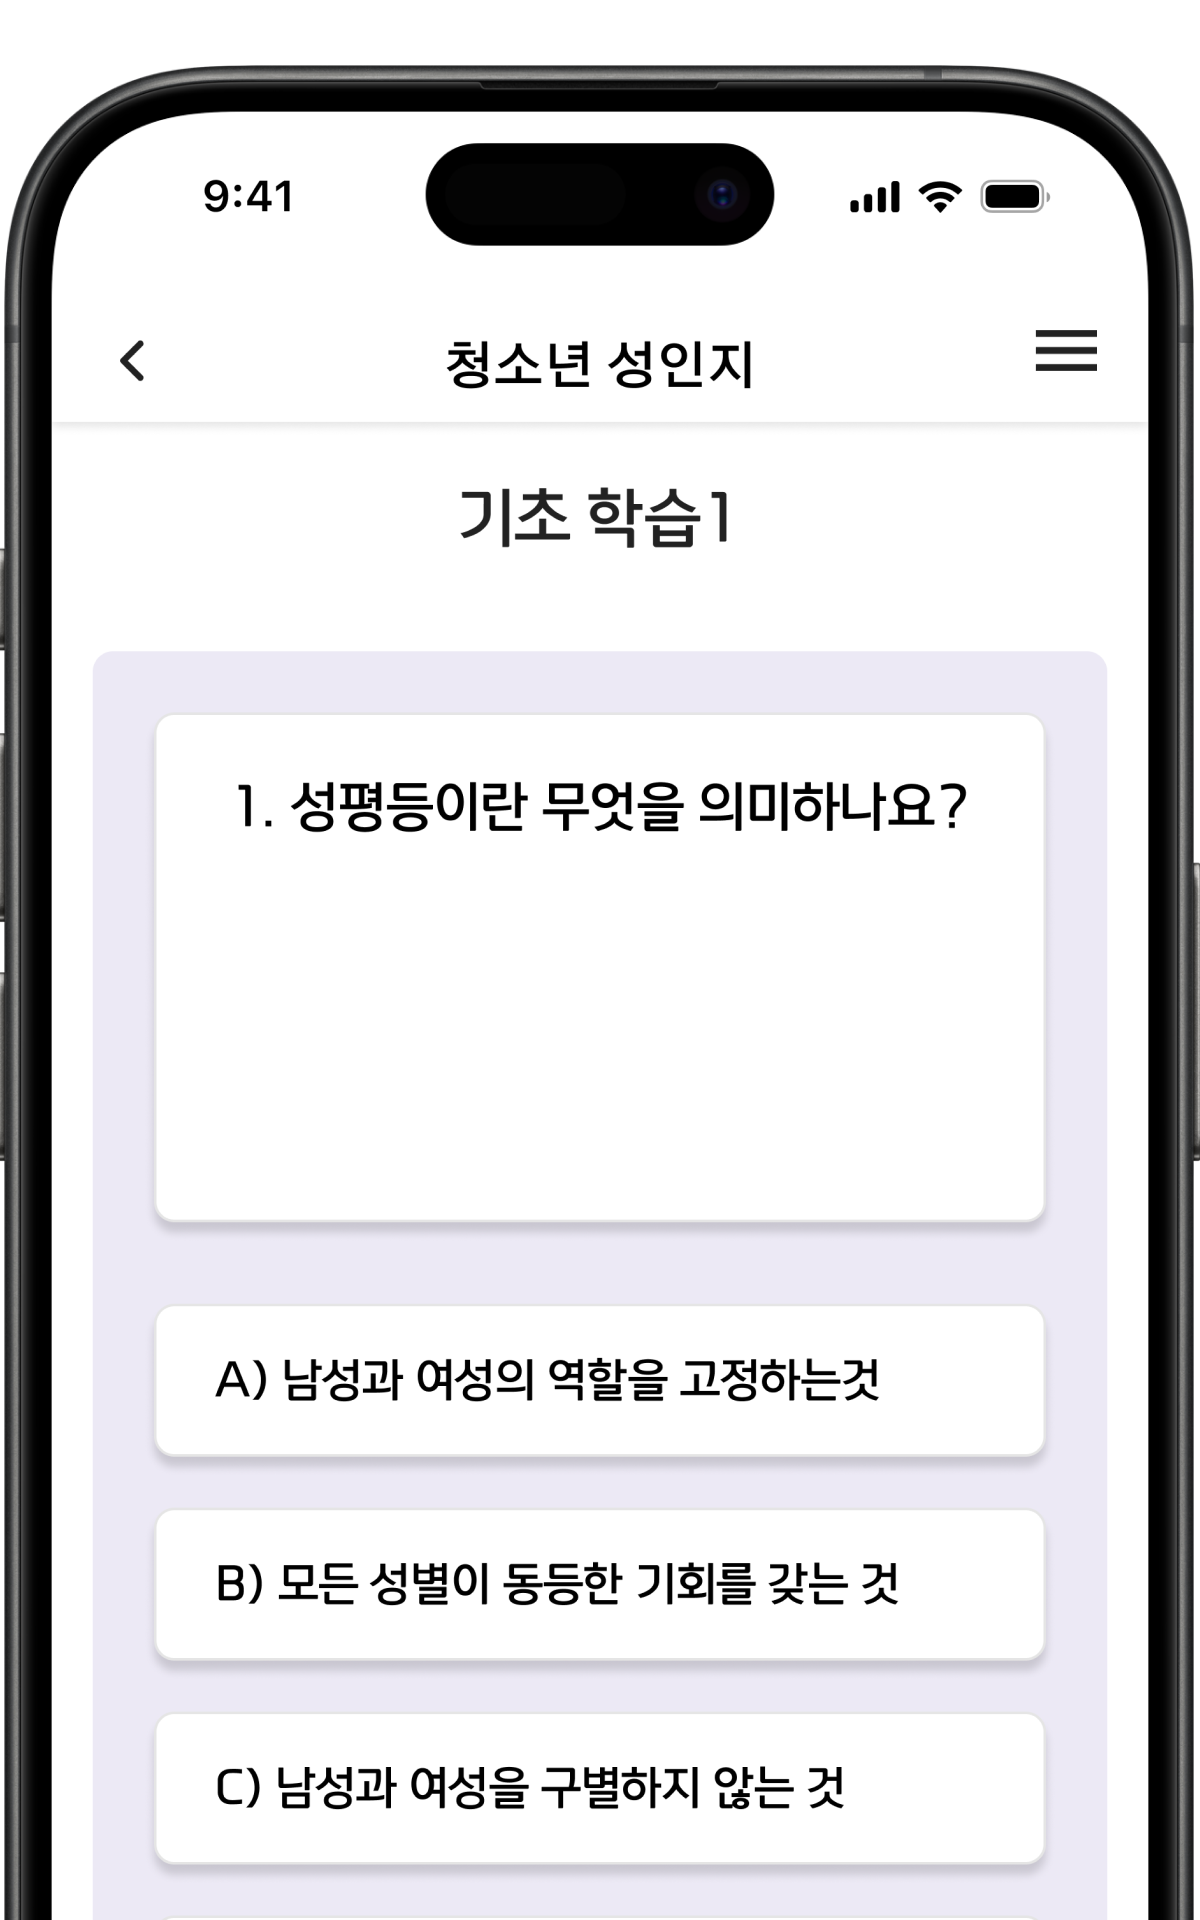 9:41
청소년 성인지
기초 학습1
1. 성평등이란 무엇을 의미하나요?
A) 남성과 여성의 역할을 고정하는것
B) 모든 성별이 동등한 기회를 갖는 것
C) 남성과 여성을 구별하지 않는 것